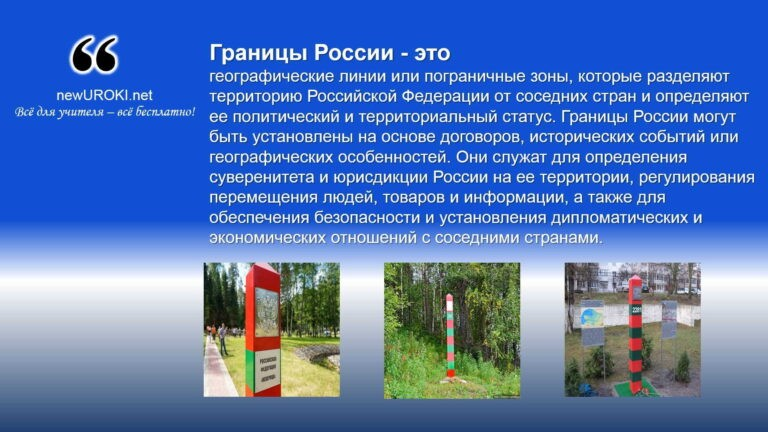 newUROKI.net
Всё для учителя – всё бесплатно!
Границы России - это
географические линии или пограничные зоны, которые разделяют
территорию Российской Федерации от соседних стран и определяют
ее политический и территориальный статус. Границы России могут
быть установлены на основе договоров, исторических событий или
географических особенностей. Они служат для определения
суверенитета и юрисдикции России на ее территории, регулирования
перемещения людей, товаров и информации, а также для
обеспечения безопасности и установления дипломатических и
экономических отношений с соседними странами.
РОССИЙСКАЯ
ФЕДЕРАЦИЯ